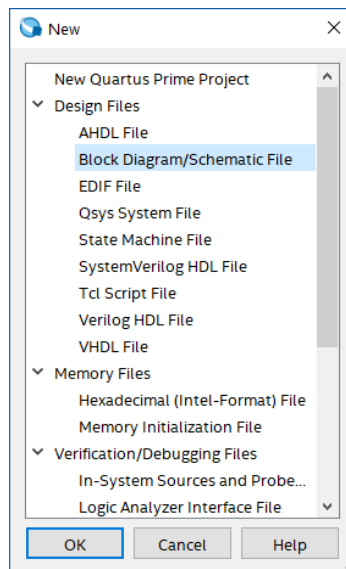 New
New Quartus Prime Project
Design Files
AHDL File
Block Diagram/Schematic File
EDIF File
Qsys System File
State Machine File
SystemVerilog HDL File
Tcl Script File
Verilog HDL File
VHDL File
Memory Files
Hexadecimal (Intel-Format) File
Memory Initialization File
Verification/Debugging Files
In-System Sources and Probe...
Logic Analyzer Interface File
OK Cancel Help